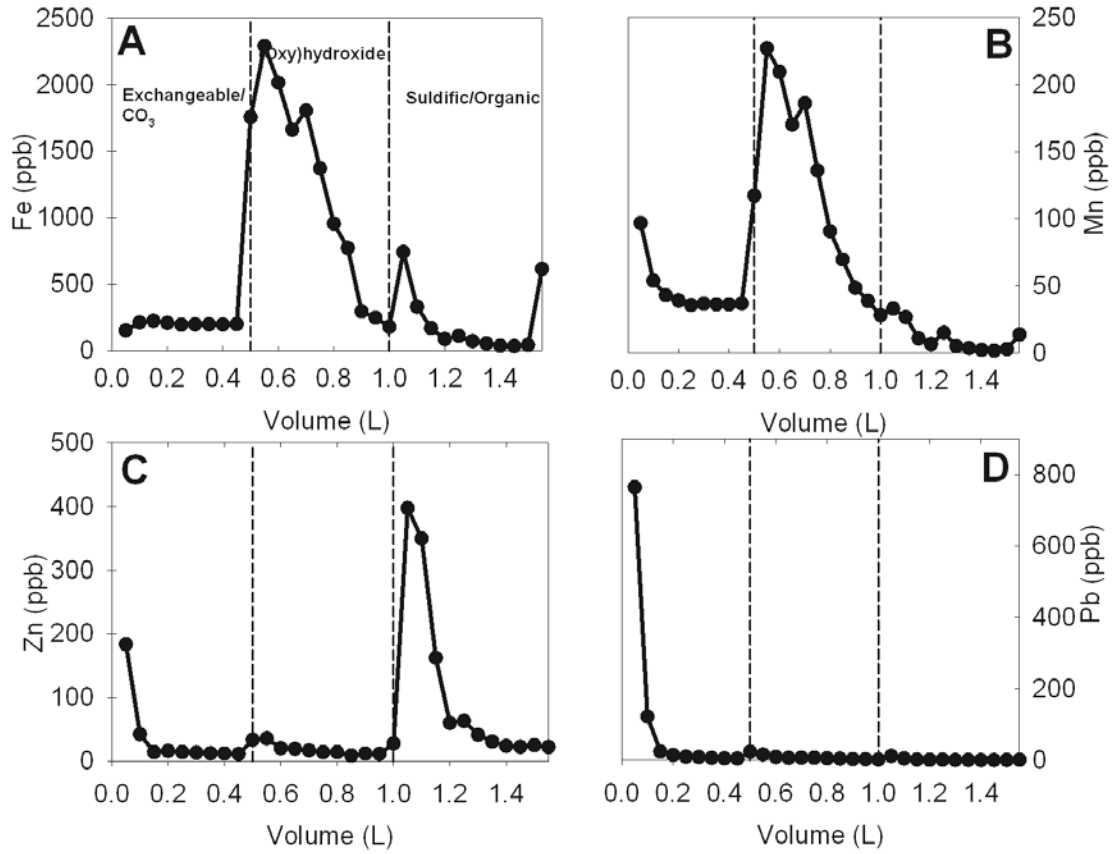 A
2500
2000
1500
1000
500
0
Fe (ppb)
Exchangeable/
CO3
Oxy)hydroxide
Suldific/Organic
0.0 0.2 0.4 0.6 0.8 1.0 1.2 1.4
Volume (L)
B
250
200
150
100
50
0
Mn (ppb)
0.0 0.2 0.4 0.6 0.8 1.0 1.2 1.4
Volume (L)
C
500
400
300
200
100
0
Zn (ppb)
0.0 0.2 0.4 0.6 0.8 1.0 1.2 1.4
Volume (L)
D
800
600
400
200
0
Pb (ppb)
0.0 0.2 0.4 0.6 0.8 1.0 1.2 1.4
Volume (L)